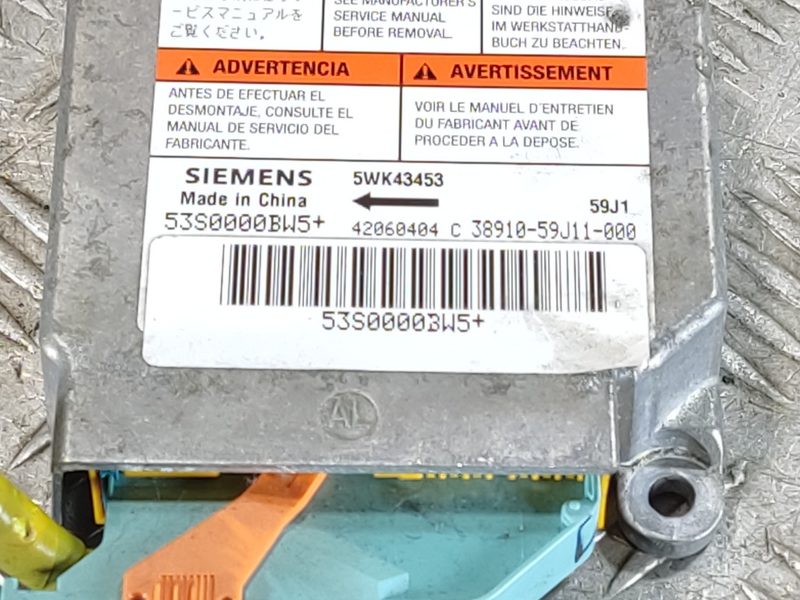 ービスマニュアルを
ご覧ください。
SEE MANUFACTURER'S
SERVICE MANUAL
BEFORE REMOVAL.
SIND DIE HINWEISE
IM WERKSTATTHAND-
BUCH ZU BEACHTEN.
ADVERTENCIA
AVERTISSEMENT
ANTES DE EFECTUAR EL
DESMONTAJE, CONSULTE EL
MANUAL DE SERVICIO DEL
FABRICANTE.
VOIR LE MANUEL D'ENTRETIEN
DU FABRICANT AVANT DE
PROCEDER A LA DEPOSE.
SIEMENS 5WK43453
Made in China 59J1
53S0000BW5+ 42060404 C 38910-59J11-000
53S0000BW5+
AL